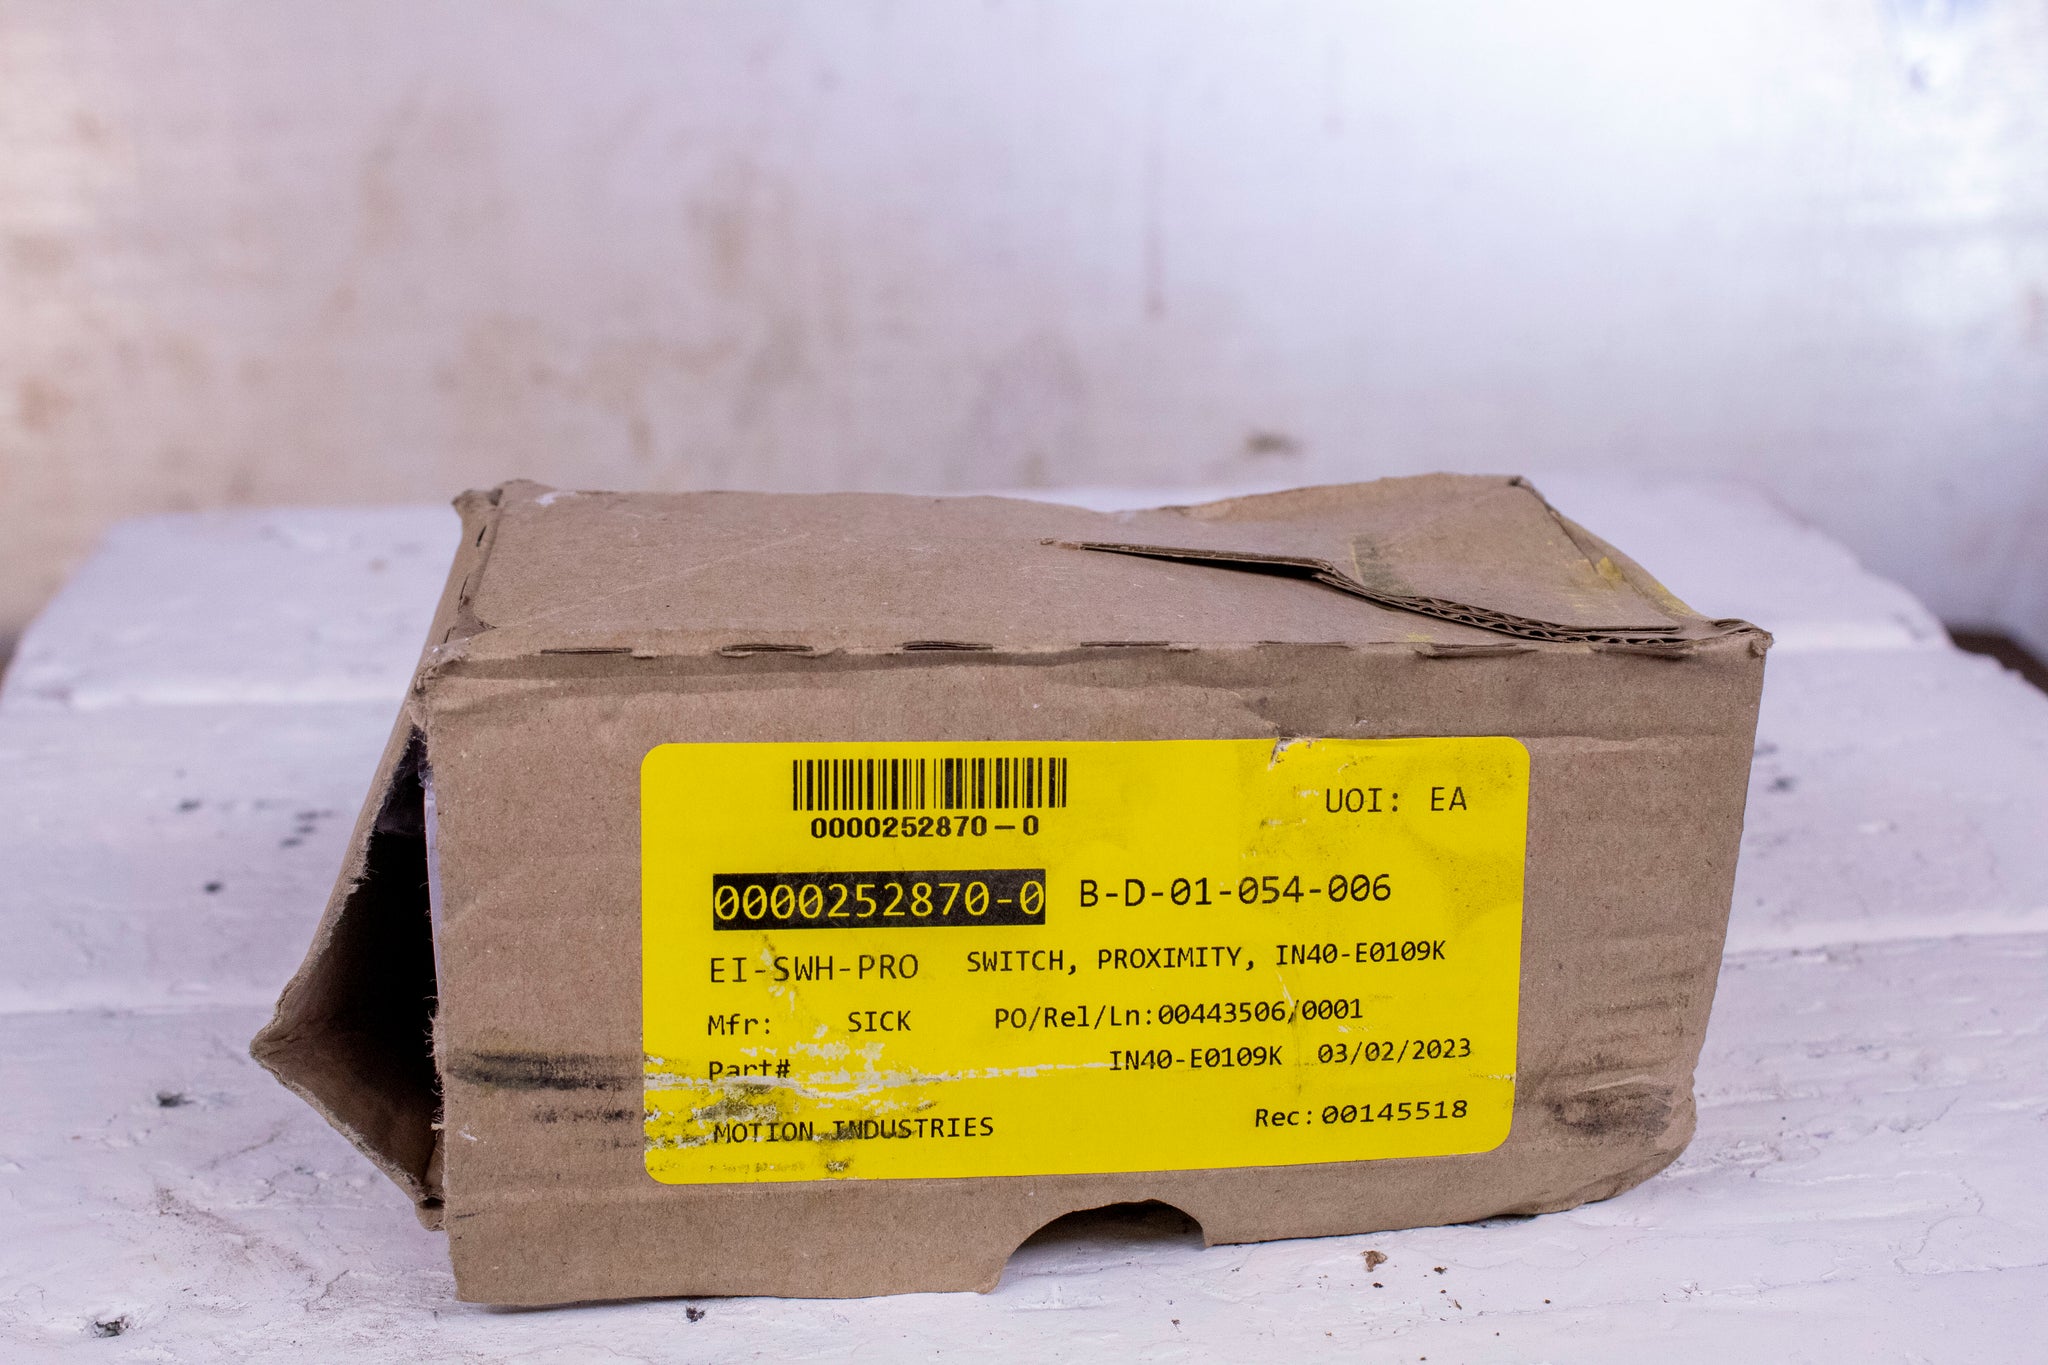 0000252870-0
UOI: EA
0000252870-0 B-D-01-054-006
EI-SWH-PRO SWITCH, PROXIMITY, IN40-E0109K
Mfr: SICK PO/Rel/Ln:00443506/0001
Part# IN40-E0109K 03/02/2023
MOTION INDUSTRIES Rec:00145518